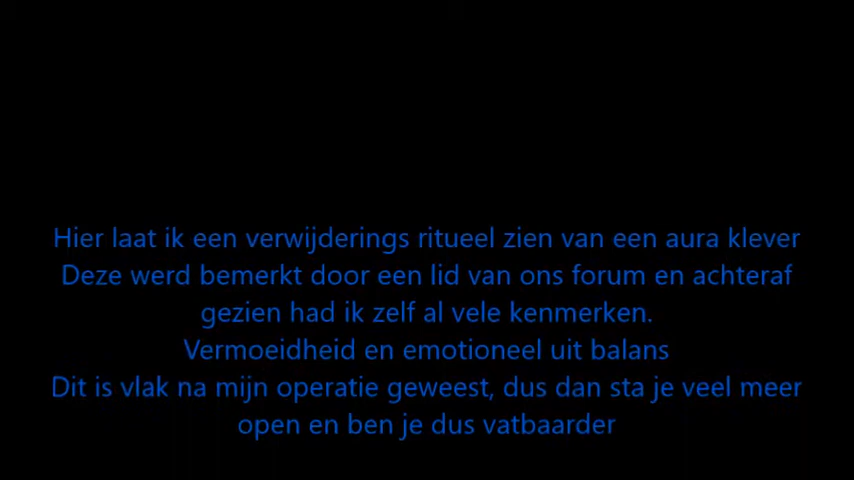 Hier laat ik een verwijderings ritueel zien van een aura klever
Deze werd bemerkt door een lid van ons forum en achteraf
gezien had ik zelf al vele kenmerken.
Vermoeidheid en emotioneel uit balans
Dit is vlak na mijn operatie geweest, dus dan sta je veel meer
open en ben je dus vatbaarder